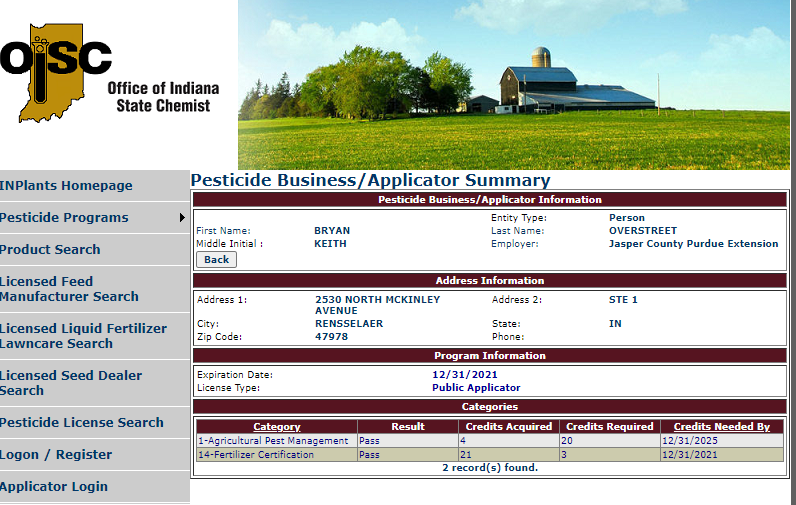 OISC
Office of Indiana
State Chemist
INPlants Homepage
Pesticide Programs
Product Search
Licensed Feed
Manufacturer Search
Licensed Liquid Fertilizer
Lawncare Search
Licensed Seed Dealer
Search
Pesticide License Search
Logon / Register
Applicator Login
Pesticide Business/Applicator Summary
Pesticide Business/Applicator Information
Entity Type: Person
First Name: BRYAN Last Name: OVERSTREET
Middle Initial : KEITH Employer: Jasper County Purdue Extension
Back
Address Information
Address 1: 2530 NORTH MCKINLEY Address 2: STE 1
AVENUE
City: RENSSELAER State: IN
Zip Code: 47978 Phone:
Program Information
Expiration Date: 12/31/2021
License Type: Public Applicator
Categories
Category Result Credits Acquired Credits Required Credits Needed By
1-Agricultural Pest Management Pass 4 20 12/31/2025
14-Fertilizer Certification Pass 21 3 12/31/2021
2 record(s) found.